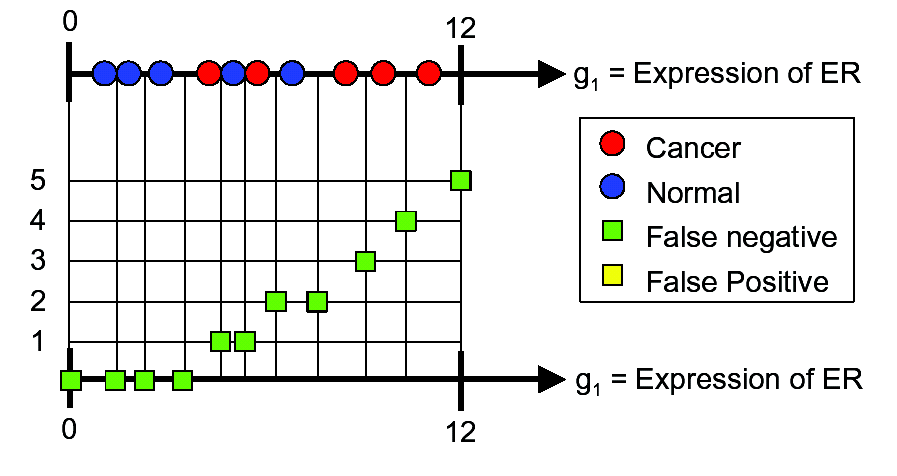 0
12
g1 = Expression of ER
Cancer
Normal
False negative
False Positive
5
4
3
2
1
g1 = Expression of ER
0
12